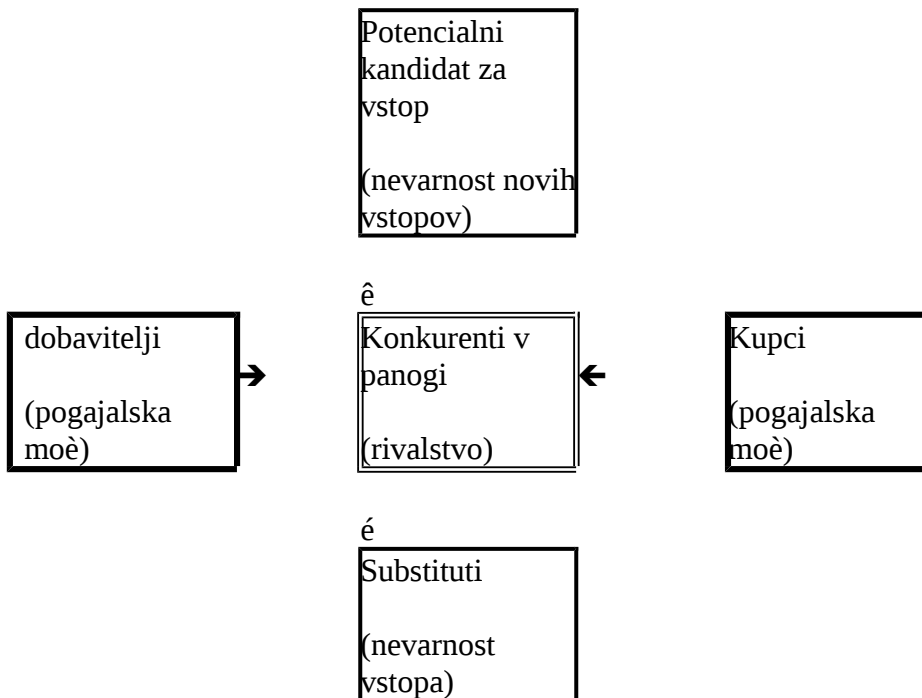 Potencialni
kandidat za
vstop
(nevarnost novih
vstopov)
ê
dobavitelji
(pogajalska
moè)
➔
Konkurenti v
panogi
(rivalstvo)
🡨
Kupci
(pogajalska
moè)
é
Substituti
(nevarnost
vstopa)